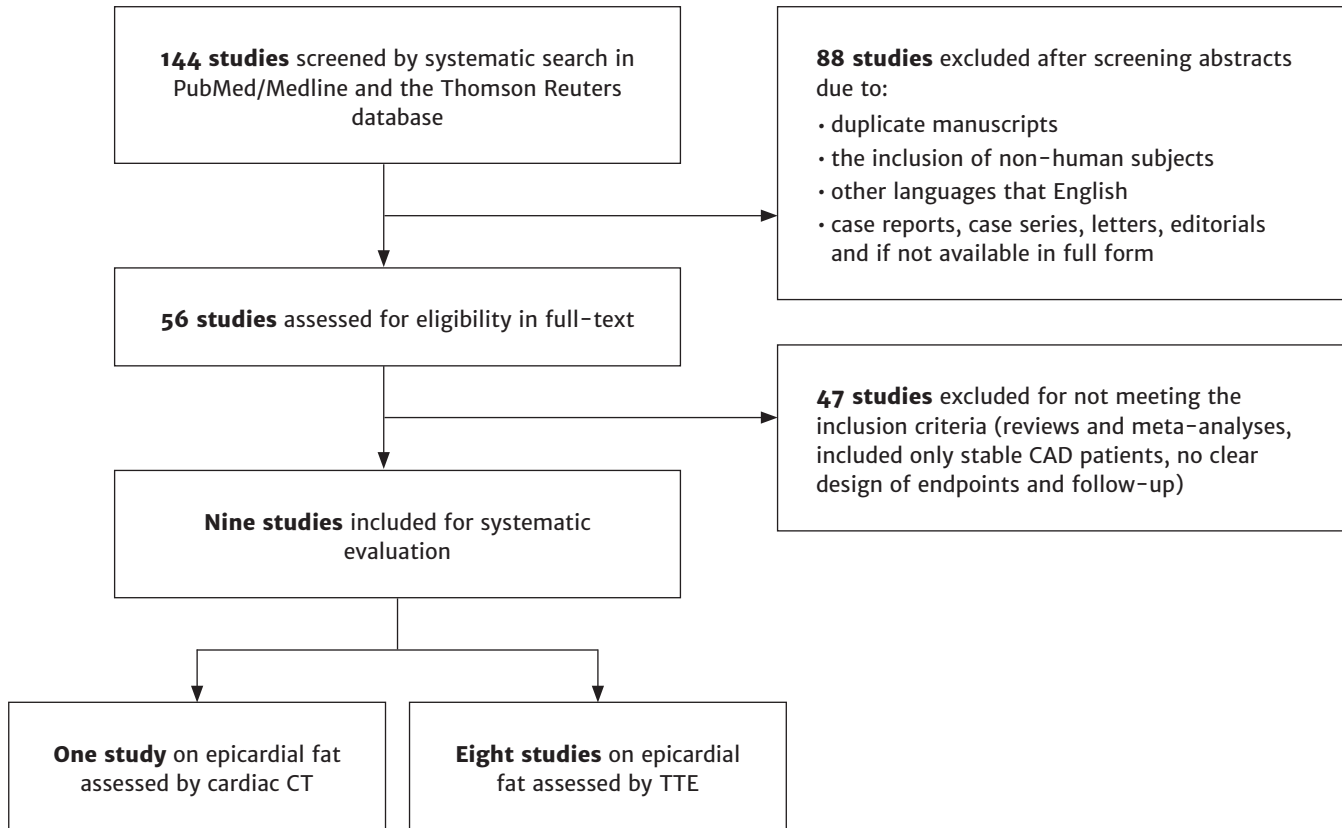 144 studies screened by systematic search in
PubMed/Medline and the Thomson Reuters
database
88 studies excluded after screening abstracts
due to:
• duplicate manuscripts
• the inclusion of non-human subjects
• other languages that English
• case reports, case series, letters, editorials
and if not available in full form
56 studies assessed for eligibility in full-text
47 studies excluded for not meeting the
inclusion criteria (reviews and meta-analyses,
included only stable CAD patients, no clear
design of endpoints and follow-up)
Nine studies included for systematic
evaluation
One study on epicardial fat
assessed by cardiac CT
Eight studies on epicardial
fat assessed by TTE